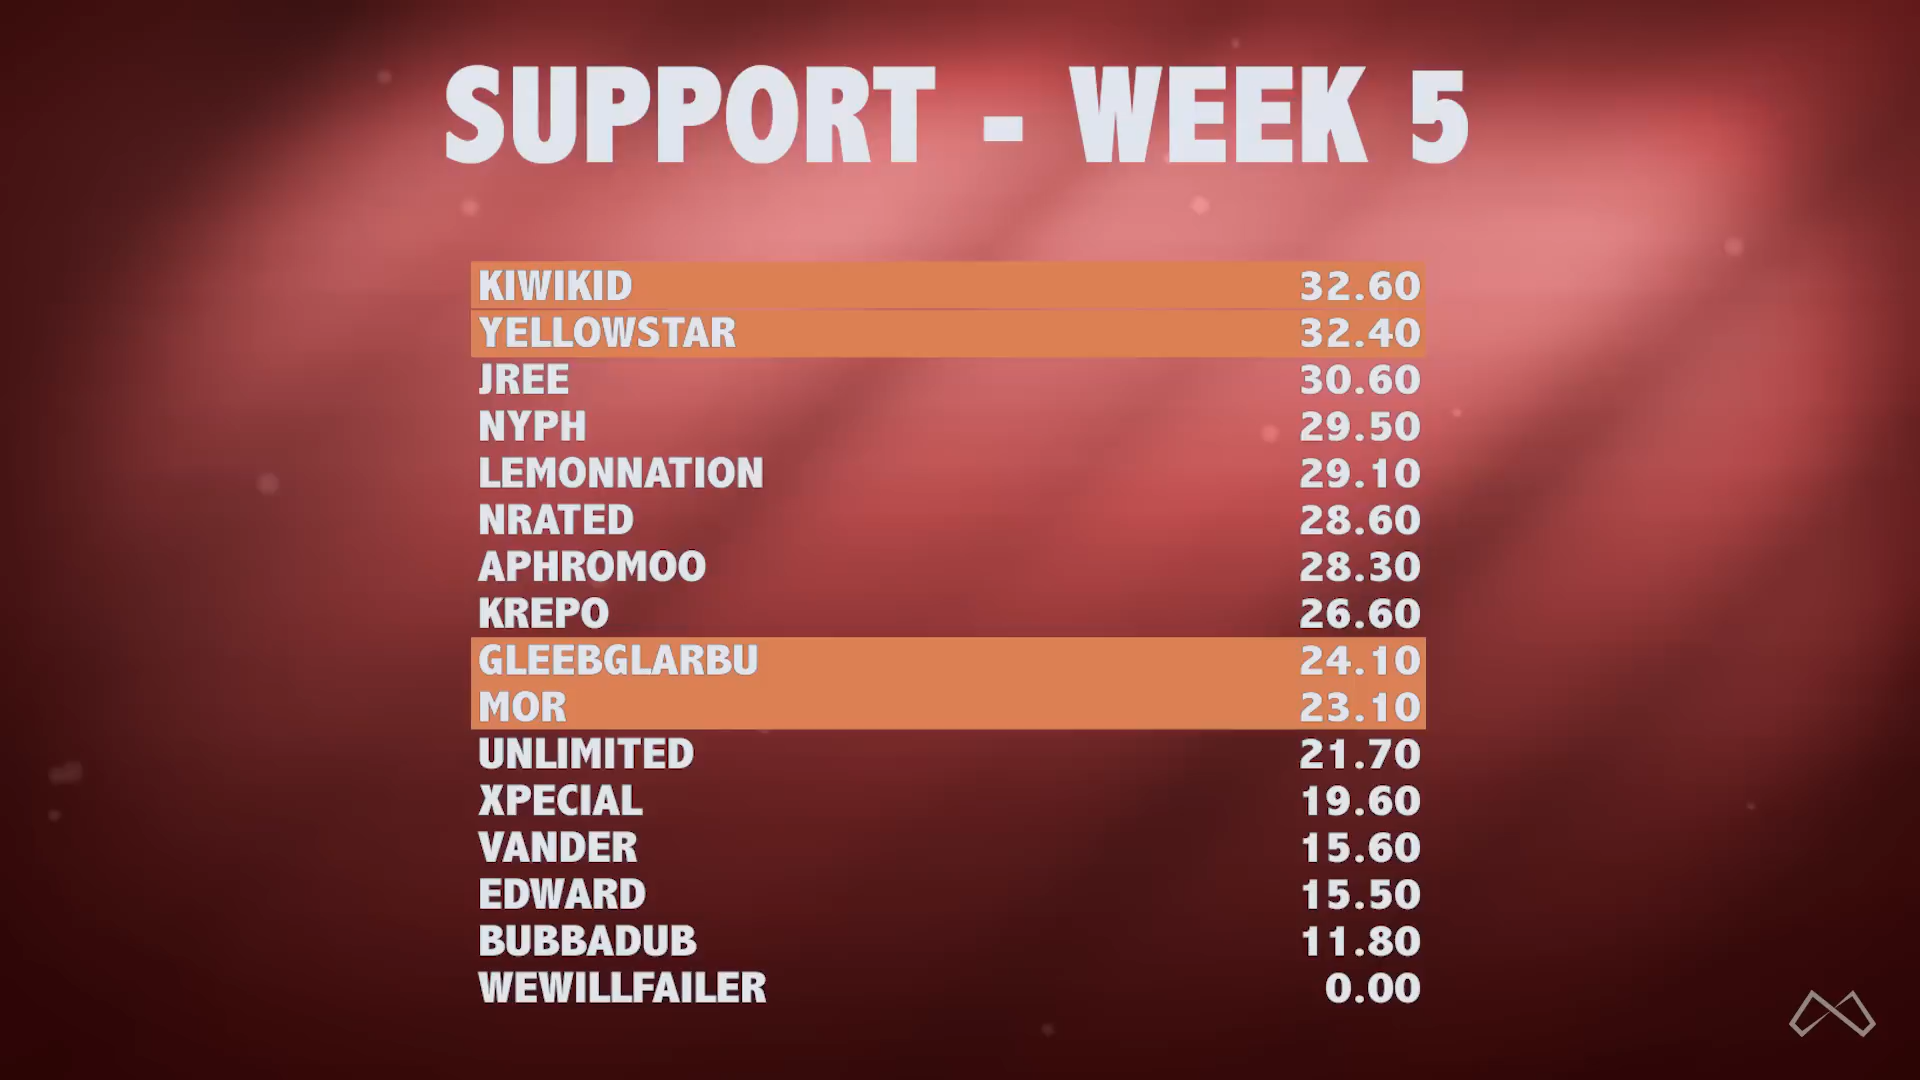 SUPPORT - WEEK 5
KIWIKID 32.60
YELLOWSTAR 32.40
JREE 30.60
NYPH 29.50
LEMONNATION 29.10
NRATED 28.60
APHROMOO 28.30
KREPO 26.60
GLEEBGLARBU 24.10
MOR 23.10
UNLIMITED 21.70
XPECIAL 19.60
VANDER 15.60
EDWARD 15.50
BUBBADUB 11.80
WEWILLFAILER 0.00